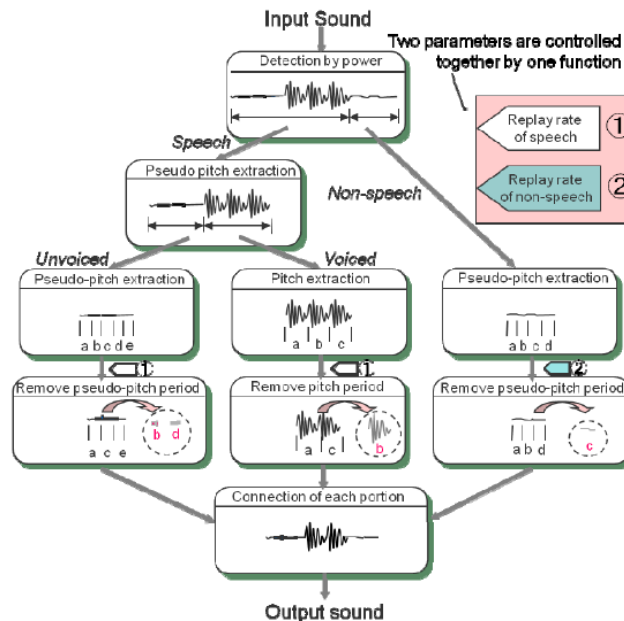 Input Sound
Detection by power
Two parameters are controlled
together by one function
Replay rate
of speech
①
Replay rate
of non-speech
②
Speech
Non-speech
Pseudo pitch extraction
Unvoiced
Voiced
Pseudo-pitch extraction
a b c d e
Pitch extraction
a b c
Pseudo-pitch extraction
a b c d
①
①
②
Remove pseudo-pitch period
b d
a c e
Remove pitch period
b
a c
Remove pseudo-pitch period
c
a b d
Connection of each portion
Output sound